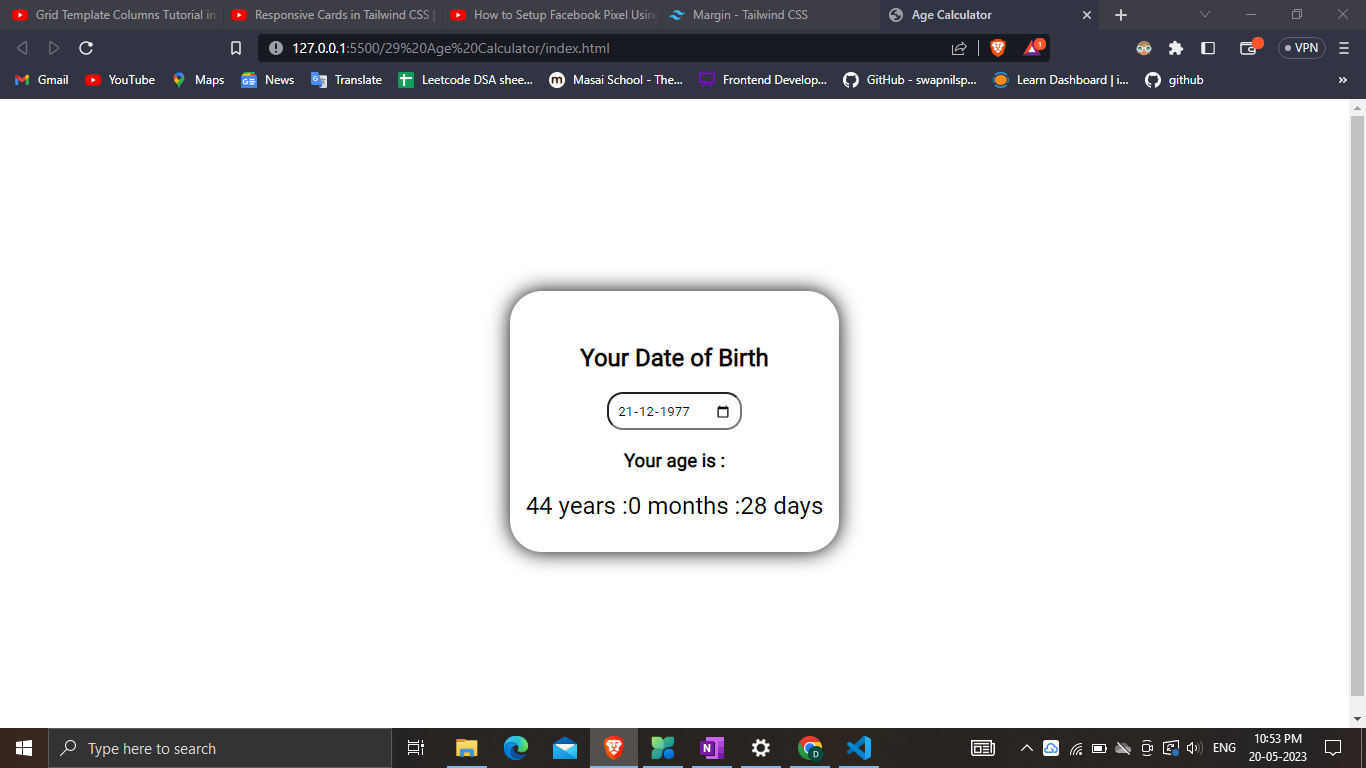 Grid Template Columns Tutorial in
Responsive Cards in Tailwind CSS |
How to Setup Facebook Pixel Usin
Margin - Tailwind CSS
Age Calculator
127.0.0.1:5500/29%20Age%20Calculator/index.html
1
VPN
Gmail
YouTube
Maps
News
Translate
Leetcode DSA shee...
Masai School - The...
Frontend Develop...
GitHub - swapnilsp...
Learn Dashboard | i...
github
»
Your Date of Birth
21-12-1977
Your age is :
44 years :0 months :28 days
Type here to search
ENG
10:53 PM
20-05-2023